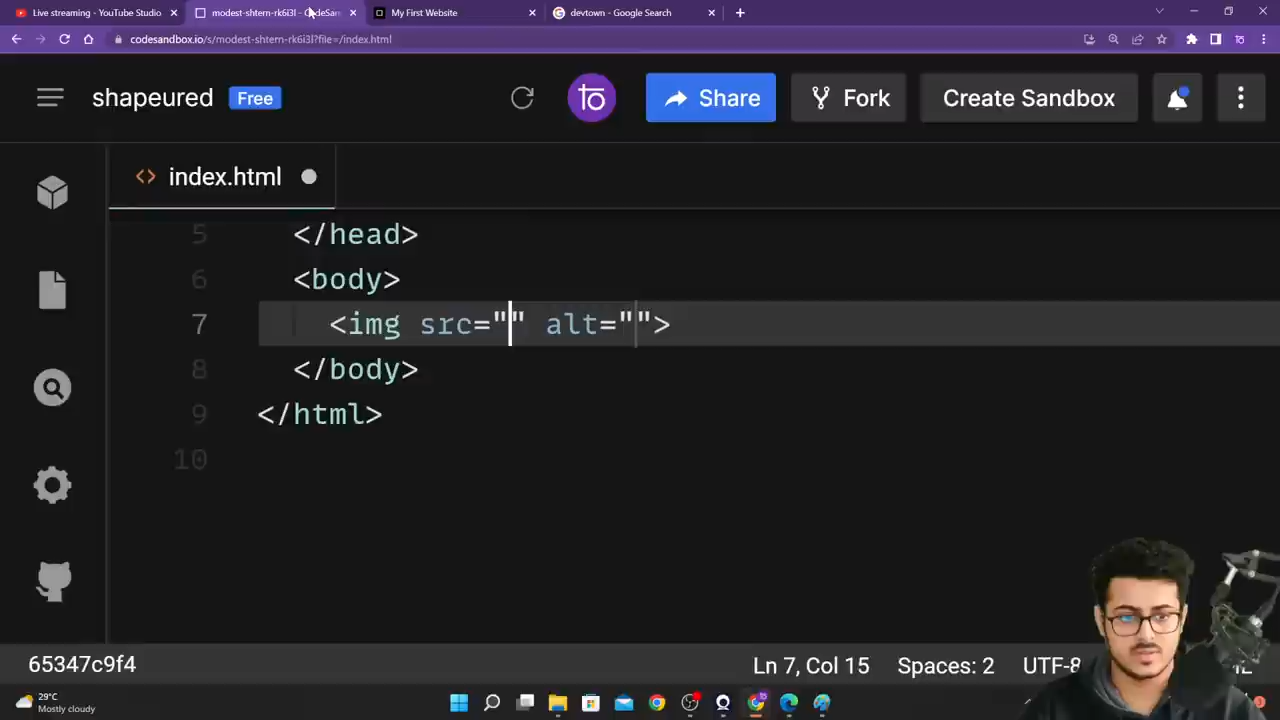 Live streaming - YouTube Studio
modest-shtern-rk6i3l - CodeSan
My First Website
devtown - Google Search
codesandbox.io/s/modest-shtern-rk6i3l?file=/index.html
shapeured Free
Share
Fork
Create Sandbox
<> index.html
5 </head>
6 <body>
7 <img src="" alt="">
8 </body>
9 </html>
10
65347c9f4
Ln 7, Col 15
Spaces: 2
UTF-8
29°C
Mostly cloudy